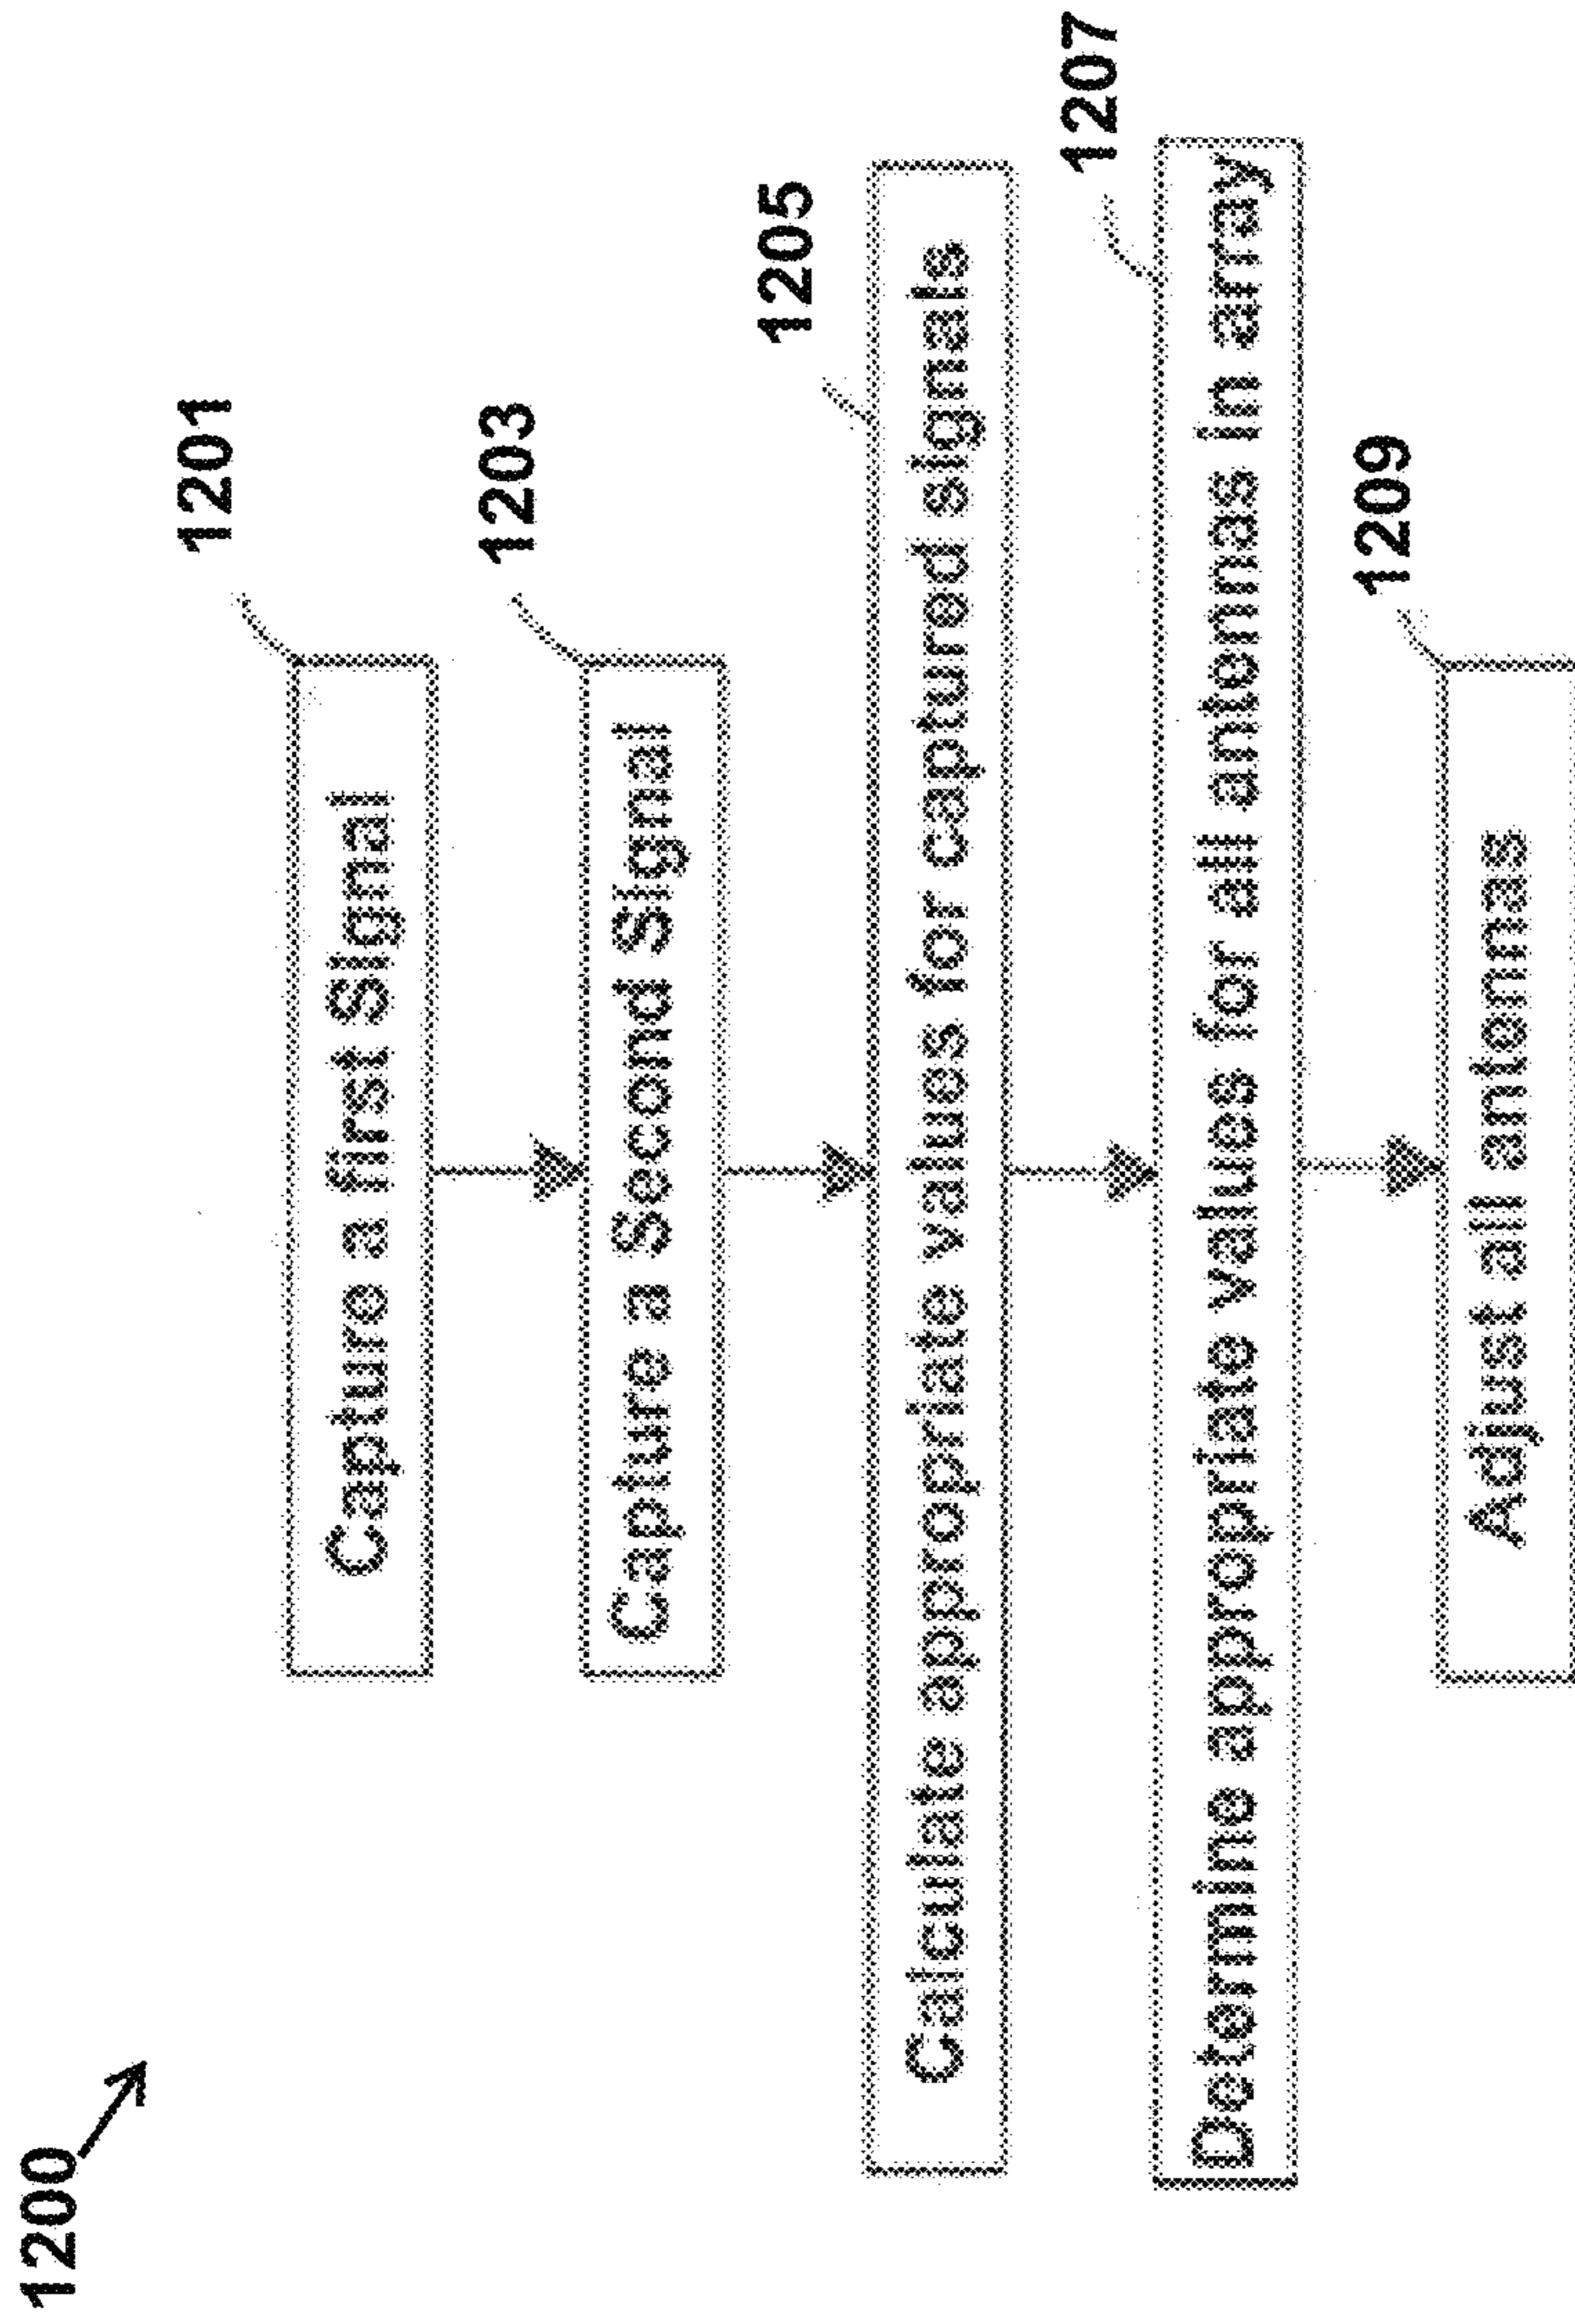 1200
1201
Capture a first Signal
1203
Capture a Second Signal
1205
Calculate appropriate values for captured signals
1207
Determine appropriate values for all antennas in array
1209
Adjust all antennas